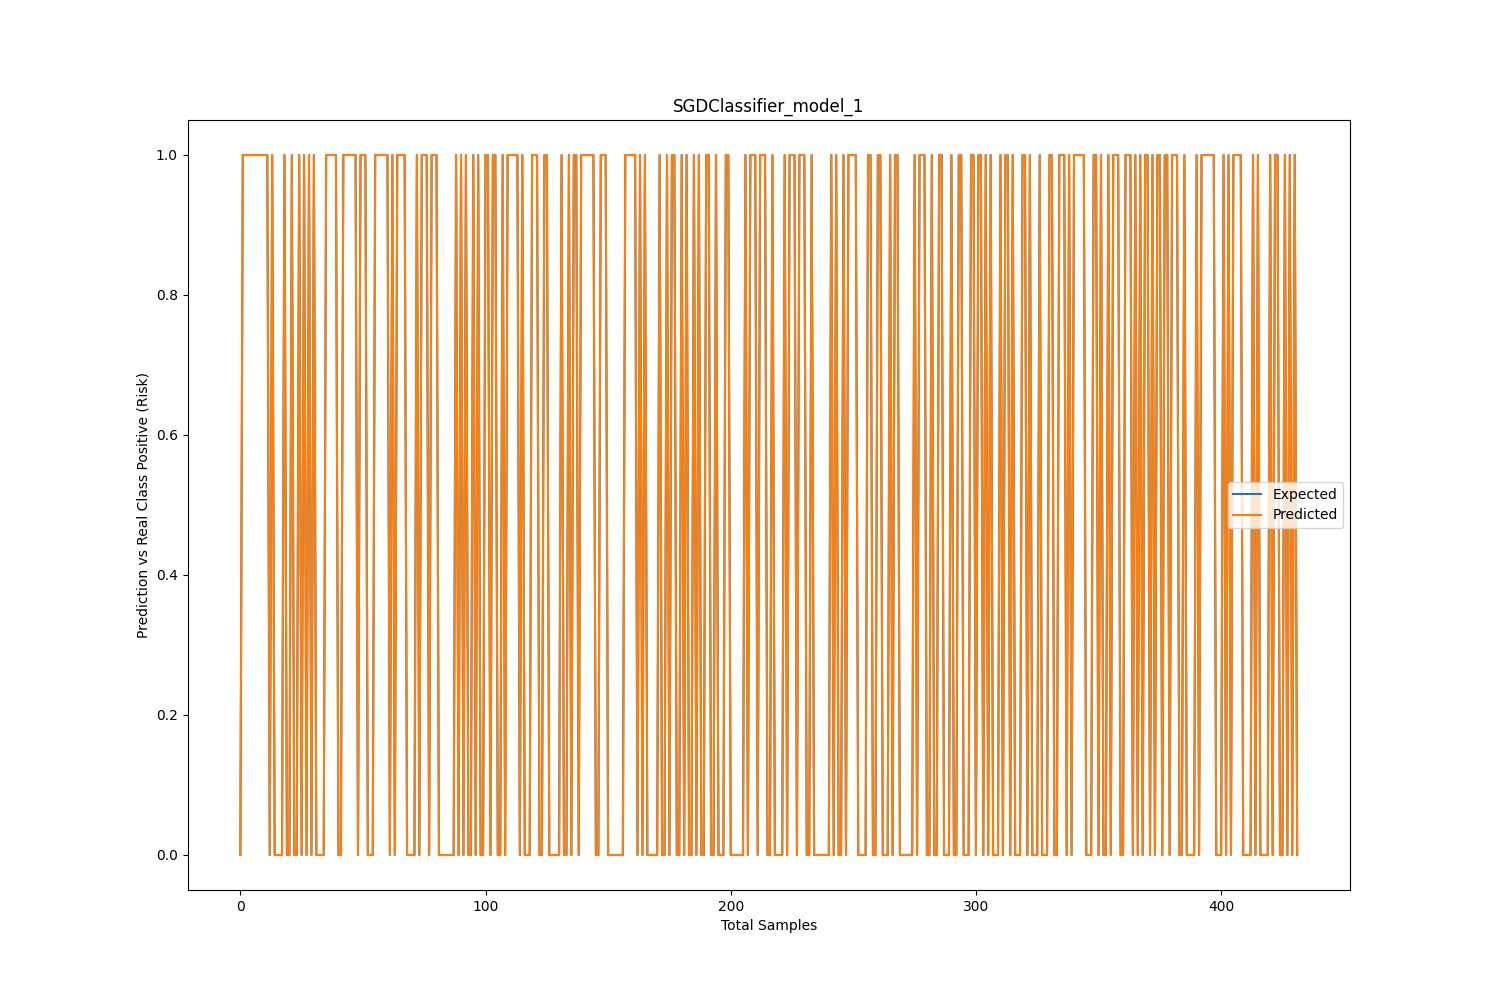 SGDClassifier_model_1
Prediction vs Real Class Positive (Risk)
1.0
0.8
0.6
0.4
0.2
0.0
Expected
Predicted
0 100 200 300 400
Total Samples